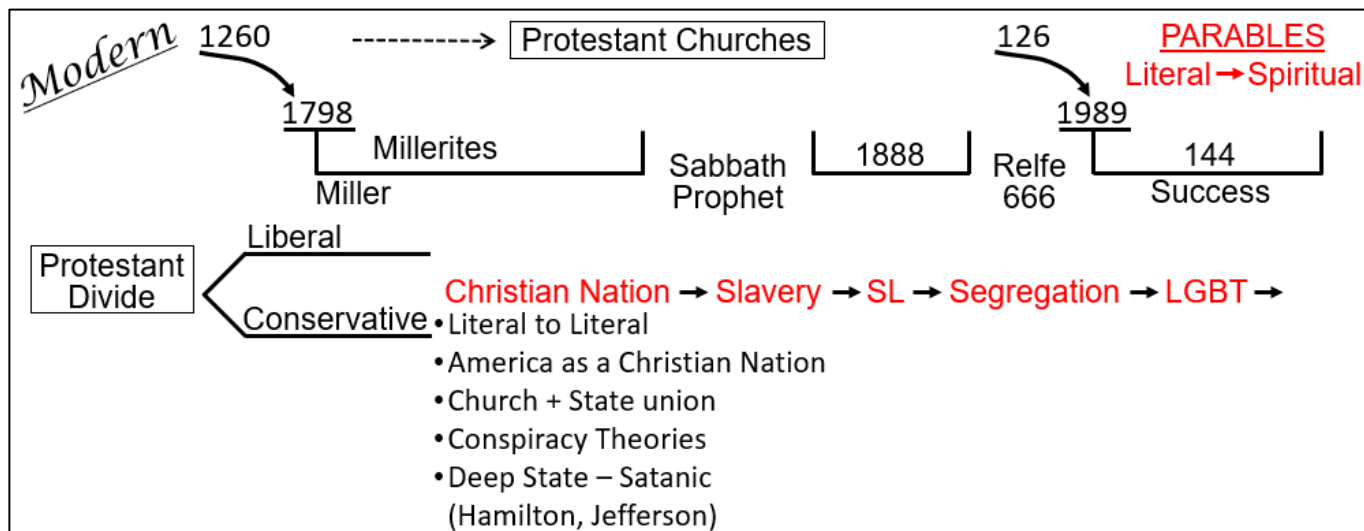 Modern
1260
Protestant Churches
126
PARABLES
Literal → Spiritual
1798
1989
Millerites
1888
144
Miller
Sabbath
Prophet
Relfe
666
Success
Protestant
Divide
Liberal
Conservative
Christian Nation → Slavery → SL → Segregation → LGBT →
• Literal to Literal
• America as a Christian Nation
• Church + State union
• Conspiracy Theories
• Deep State – Satanic
(Hamilton, Jefferson)